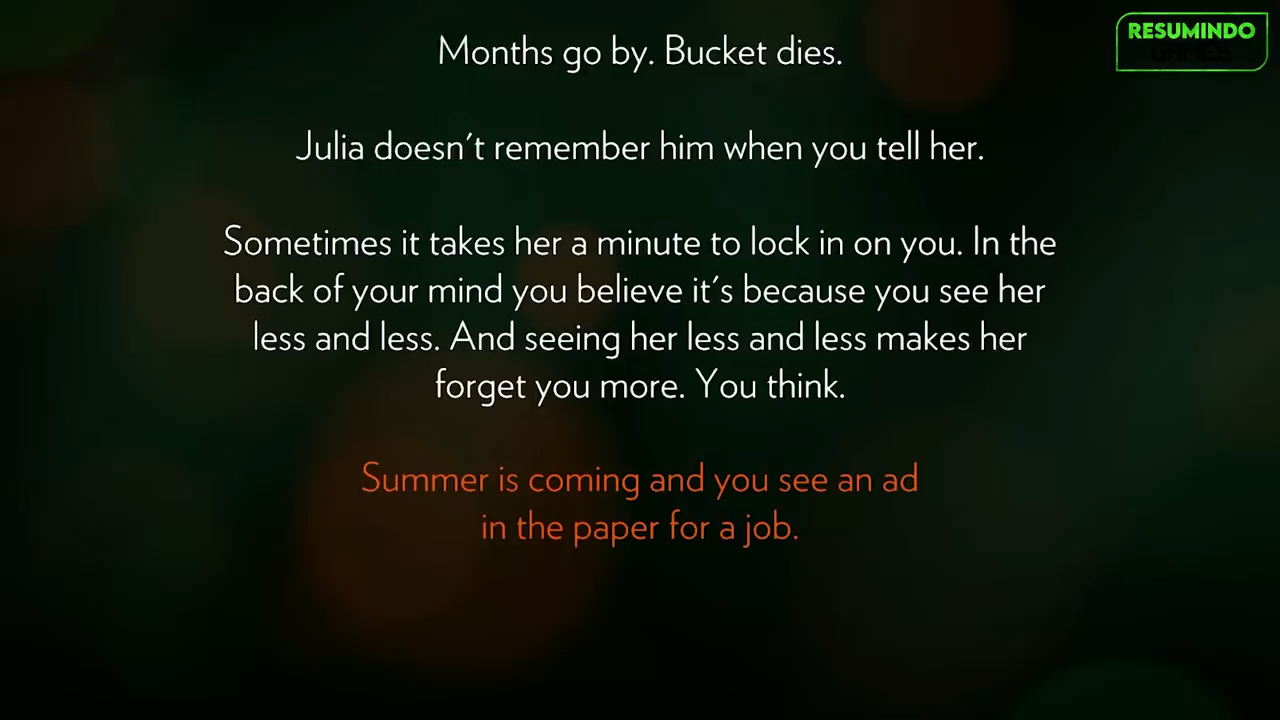 RESUMINDO
GAMES
Months go by. Bucket dies.
Julia doesn't remember him when you tell her.
Sometimes it takes her a minute to lock in on you. In the
back of your mind you believe it's because you see her
less and less. And seeing her less and less makes her
forget you more. You think.
Summer is coming and you see an ad
in the paper for a job.